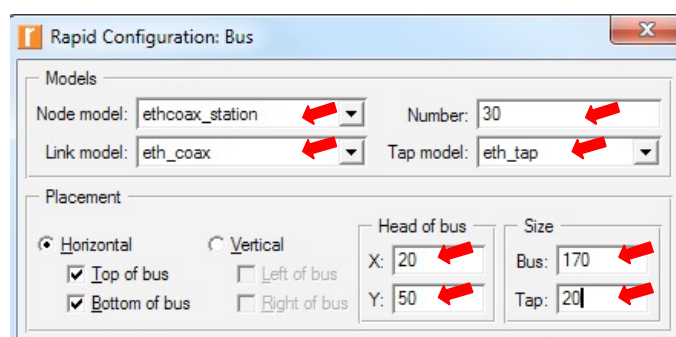 Rapid Configuration: Bus
Models
Node model: ethcoax_station Number: 30
Link model: eth_coax Tap model: eth_tap
Placement
Horizontal Vertical
Top of bus Left of bus
Bottom of bus Right of bus
Head of bus
X: 20
Y: 50
Size
Bus: 170
Tap: 20